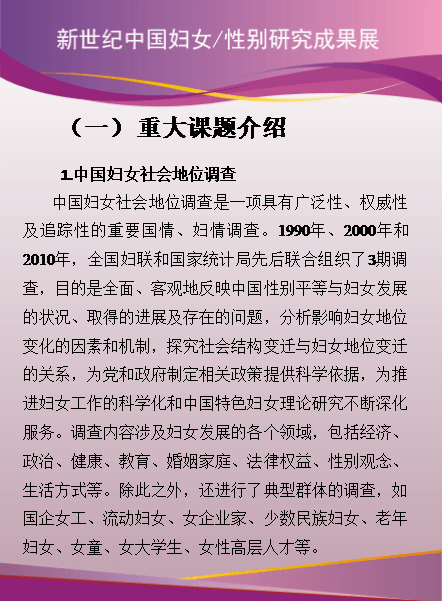 新世纪中国妇女/性别研究成果展
（一）重大课题介绍
1.中国妇女社会地位调查
中国妇女社会地位调查是一项具有广泛性、权威性
及追踪性的重要国情、妇情调查。1990年、2000年和
2010年，全国妇联和国家统计局先后联合组织了3期调
查，目的是全面、客观地反映中国性别平等与妇女发展
的状况、取得的进展及存在的问题，分析影响妇女地位
变化的因素和机制，探究社会结构变迁与妇女地位变迁
的关系，为党和政府制定相关政策提供科学依据，为推
进妇女工作的科学化和中国特色妇女理论研究不断深化
服务。调查内容涉及妇女发展的各个领域，包括经济、
政治、健康、教育、婚姻家庭、法律权益、性别观念、
生活方式等。除此之外，还进行了典型群体的调查，如
国企女工、流动妇女、女企业家、少数民族妇女、老年
妇女、女童、女大学生、女性高层人才等。